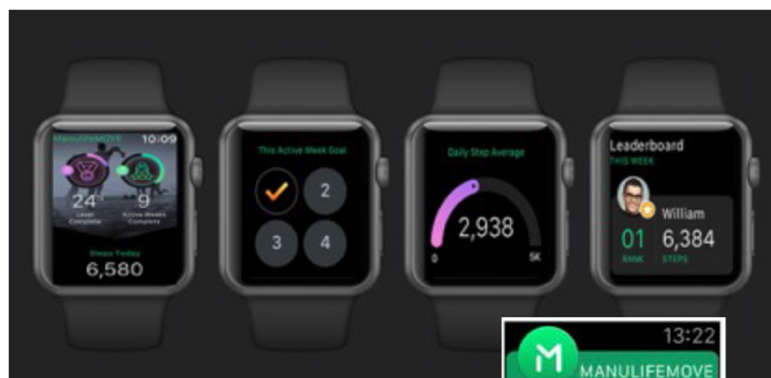 ManulifeMOVE 10:09
24 9
Level Active Weeks
Complete Complete
Steps Today
6,580
This Active Week Goal
2
3 4
Daily Step Average
2,938
0 5K
Leaderboard
THIS WEEK
William
01 6,384
RANK STEPS
13:22
MANULIFEMOVE